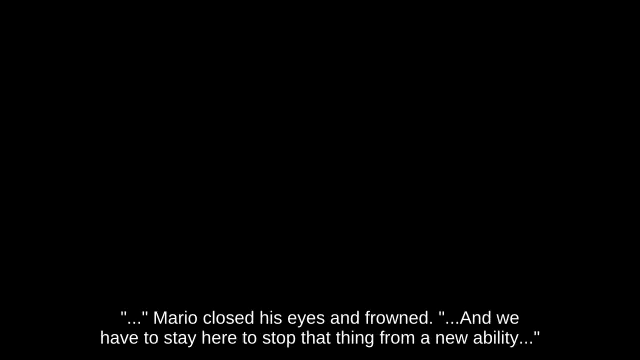 "..." Mario closed his eyes and frowned. "...And we
have to stay here to stop that thing from a new ability..."